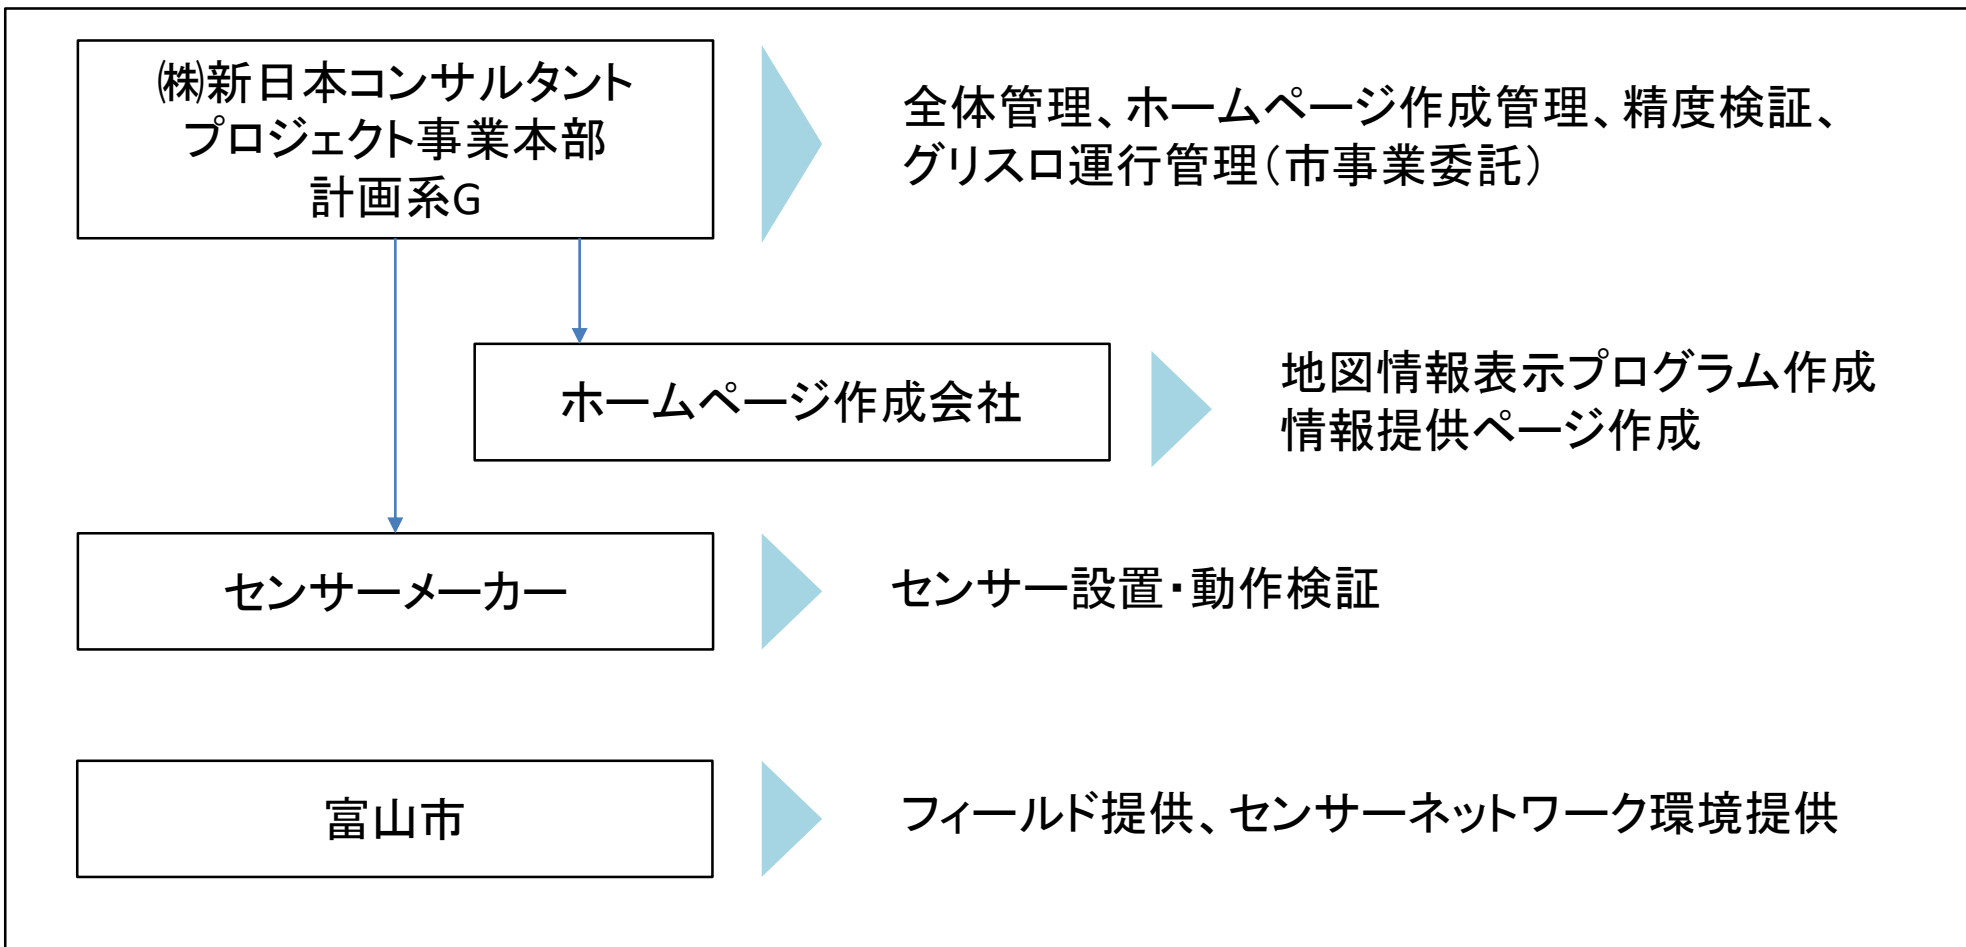 ㈱新日本コンサルタント
プロジェクト事業本部
計画系G
全体管理、ホームページ作成管理、精度検証、
グリスロ運行管理（市事業委託）
ホームページ作成会社
地図情報表示プログラム作成
情報提供ページ作成
センサーメーカー
センサー設置・動作検証
富山市
フィールド提供、センサーネットワーク環境提供